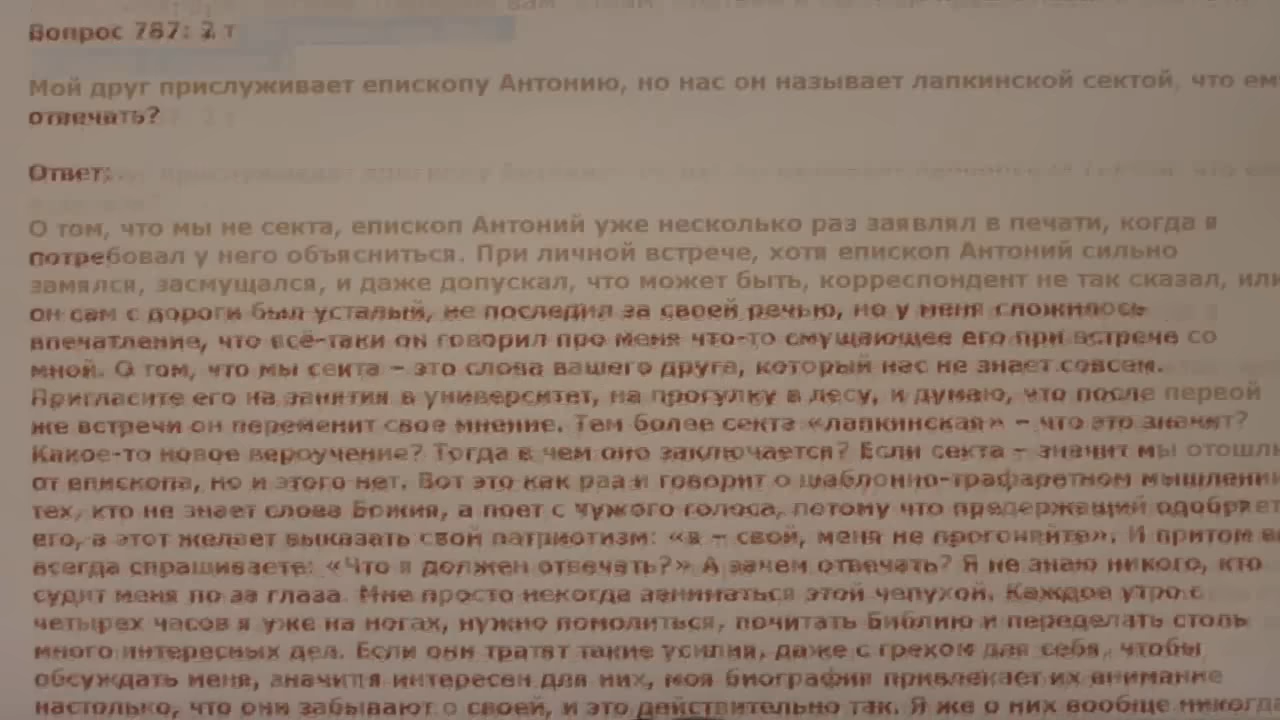 Вопрос 787: 2 т
Мой друг прислуживает епископу Антонию, но нас он называет лапкинской сектой, что ем
отвечать?
Ответ:
О том, что мы не секта, епископ Антоний уже несколько раз заявлял в печати, когда я
потребовал у него объясниться. При личной встрече, хотя епископ Антоний сильно
замялся, засмущался, и даже допускал, что может быть, корреспондент не так сказал, или
он сам с дороги был усталый, не последил за своей речью, но у меня сложилось
впечатление, что всё-таки он говорил про меня что-то смущающее его при встрече со
мной. О том, что мы секта – это слова вашего друга, который нас не знает совсем.
Пригласите его на занятия в университет, на прогулку в лесу, и думаю, что после первой
же встречи он переменит свое мнение. Тем более секта «лапкинская» – что это значит?
Какое-то новое вероучение? Тогда в чем оно заключается? Если секта – значит мы отошли
от епископа, но и этого нет. Вот это как раз и говорит о шаблонно-трафаретном мышлении
тех, кто не знает слова Божия, а поет с чужого голоса, потому что предержащий одобряет
его, а этот желает выказать свой патриотизм: «я – свой, меня не прогоняйте». И притом в
всегда спрашиваете: «Что я должен отвечать?» А зачем отвечать? Я не знаю никого, кто
судит меня по за глаза. Мне просто некогда заниматься этой чепухой. Каждое утро с
четырех часов я уже на ногах, нужно помолиться, почитать Библию и переделать столь
много интересных дел. Если они тратят такие усилия, даже с грехом для себя, чтобы
обсуждать меня, значит я интересен для них, моя биография привлекает их внимание
настолько, что они забывают о своей, и это действительно так. Я же о них вообще никогд